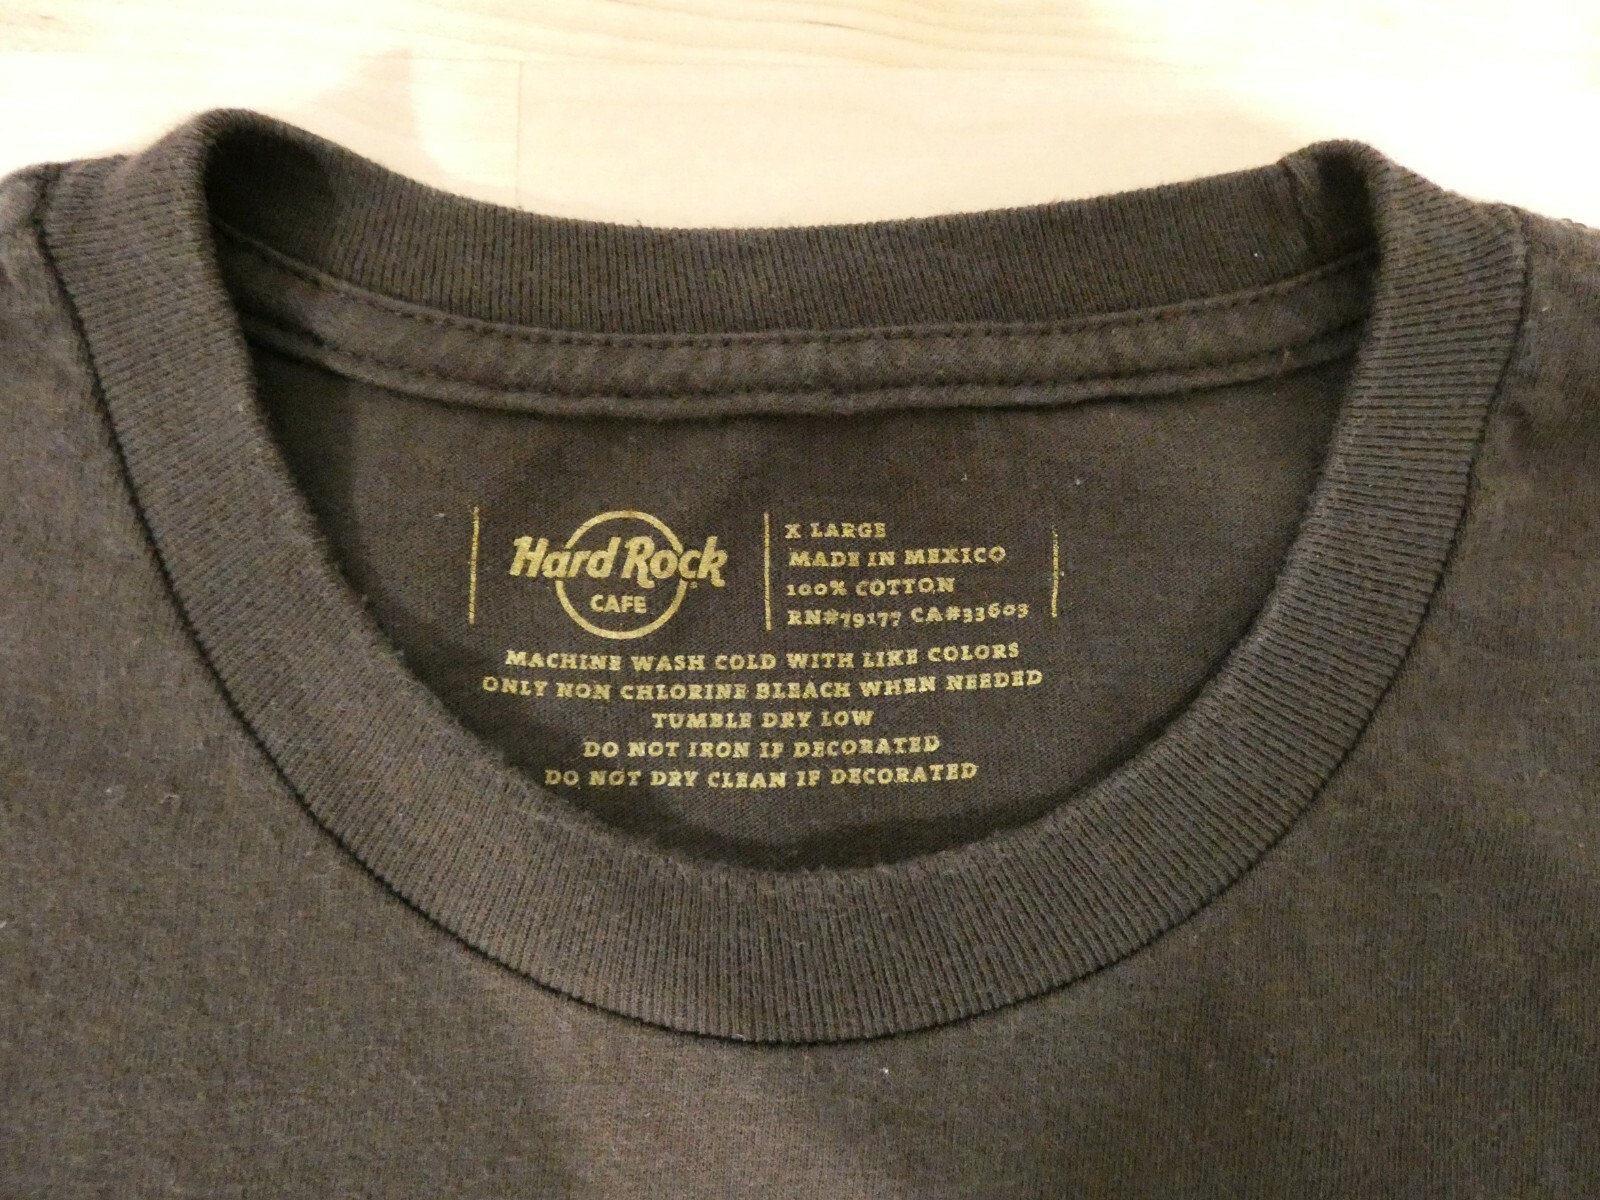 Hard Rock
CAFE
X LARGE
MADE IN MEXICO
100% COTTON
RN#79177 CA#33603
MACHINE WASH COLD WITH LIKE COLORS
ONLY NON CHLORINE BLEACH WHEN NEEDED
TUMBLE DRY LOW
DO NOT IRON IF DECORATED
DO NOT DRY CLEAN IF DECORATED